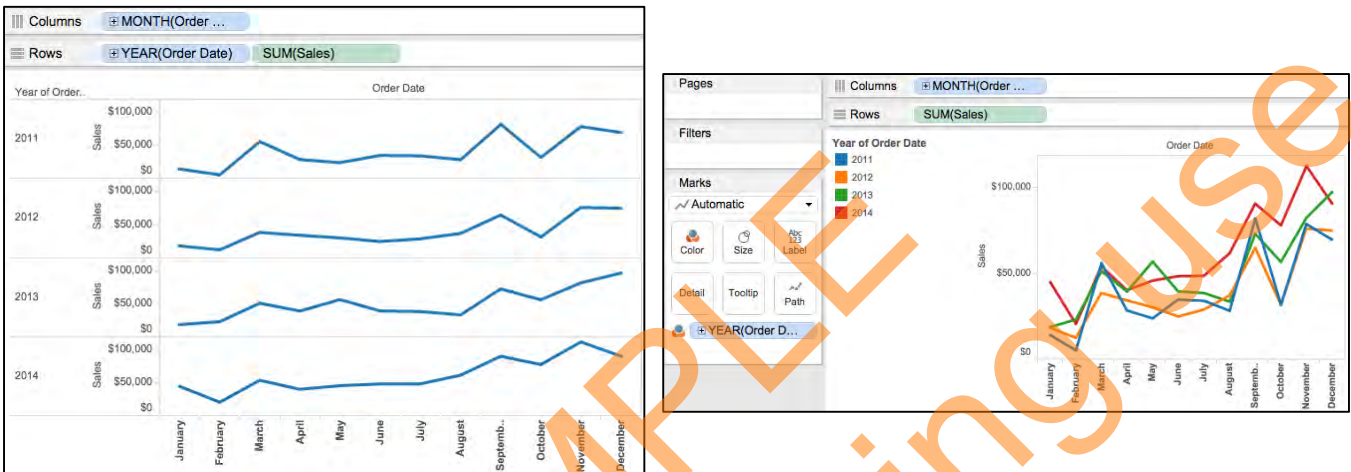 Columns MONTH(Order ...
Rows YEAR(Order Date) SUM(Sales)
Year of Order.. Order Date
2011 Sales $100,000 $50,000 $0
2012 Sales $100,000 $50,000 $0
2013 Sales $100,000 $50,000 $0
2014 Sales $100,000 $50,000 $0
January February March April May June July August Septemb.. October November December
Pages
Filters
Marks
Automatic
Color Size Abc 123 Label
Detail Tooltip Path
YEAR(Order D...
Columns MONTH(Order ...
Rows SUM(Sales)
Year of Order Date
2011
2012
2013
2014
Order Date
Sales
$100,000
$50,000
$0
January February March April May June July August Septemb.. October November December